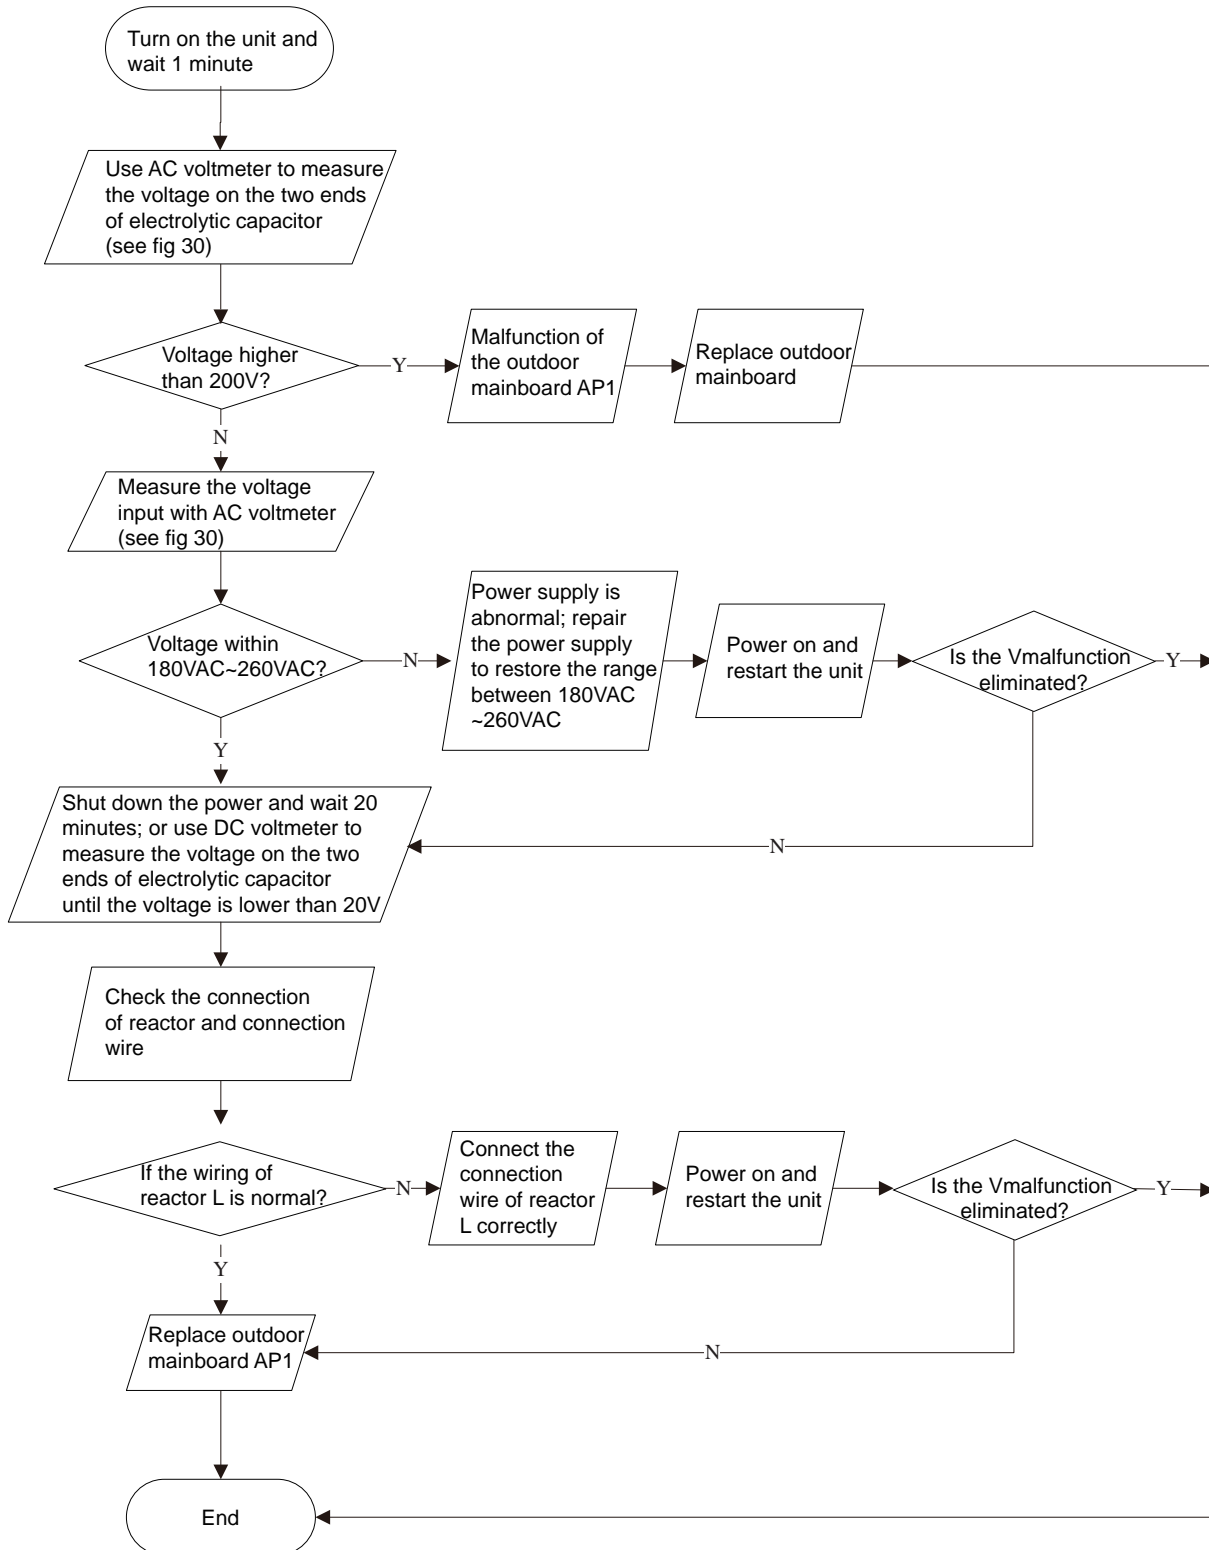 Turn on the unit and
wait 1 minute
Use AC voltmeter to measure
the voltage on the two ends
of electrolytic capacitor
(see fig 30)
Voltage higher
than 200V?
Y
Malfunction of
the outdoor
mainboard AP1
Replace outdoor
mainboard
N
Measure the voltage
input with AC voltmeter
(see fig 30)
Voltage within
180VAC~260VAC?
N
Power supply is
abnormal; repair
the power supply
to restore the range
between 180VAC
~260VAC
Power on and
restart the unit
Is the Vmalfunction
eliminated?
Y
Y
N
Shut down the power and wait 20
minutes; or use DC voltmeter to
measure the voltage on the two
ends of electrolytic capacitor
until the voltage is lower than 20V
Check the connection
of reactor and connection
wire
If the wiring of
reactor L is normal?
N
Connect the
connection
wire of reactor
L correctly
Power on and
restart the unit
Is the Vmalfunction
eliminated?
Y
Y
N
Replace outdoor
mainboard AP1
End